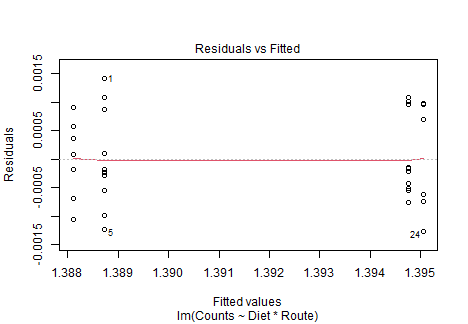 Residuals vs Fitted
Residuals
0.0015
0.0005
-0.0005
-0.0015
1
5
24
1.388 1.389 1.390 1.391 1.392 1.393 1.394 1.395
Fitted values
lm(Counts ~ Diet * Route)